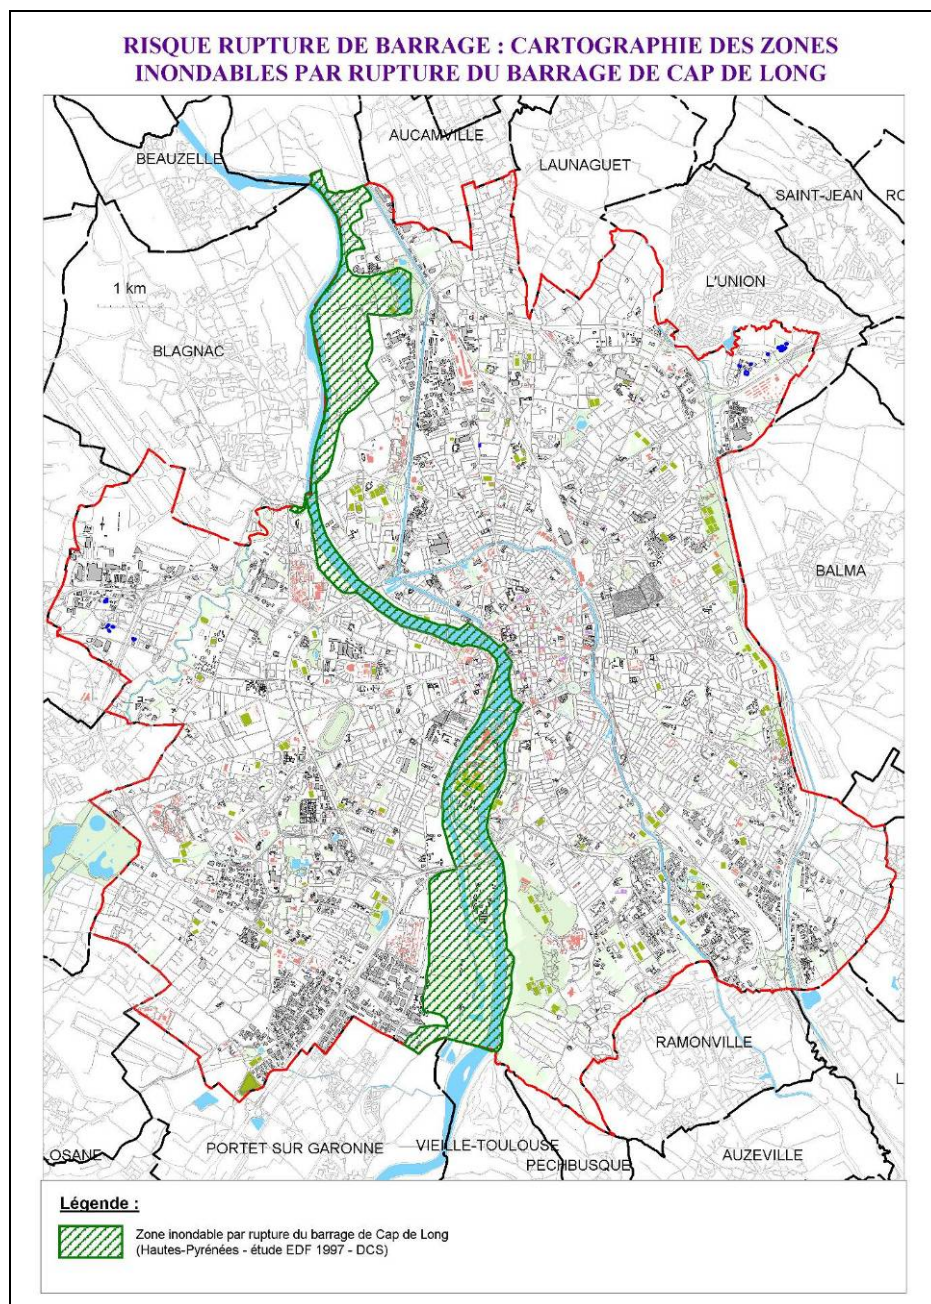 RISQUE RUPTURE DE BARRAGE : CARTOGRAPHIE DES ZONES
INONDABLES PAR RUPTURE DU BARRAGE DE CAP DE LONG
AUCAMVILLE
BEAUZELLE
LAUNAGUET
SAINT-JEAN
RO
L'UNION
1 km
BLAGNAC
BALMA
RAMONVILLE
PORTET SUR GARONNE
VIEILLE-TOULOUSE
OSANE
PECHBUSQUE
AUZEVILLE
L
Légende :
Zone inondable par rupture du barrage de Cap de Long
(Hautes-Pyrénées - étude EDF 1997 - DCS)